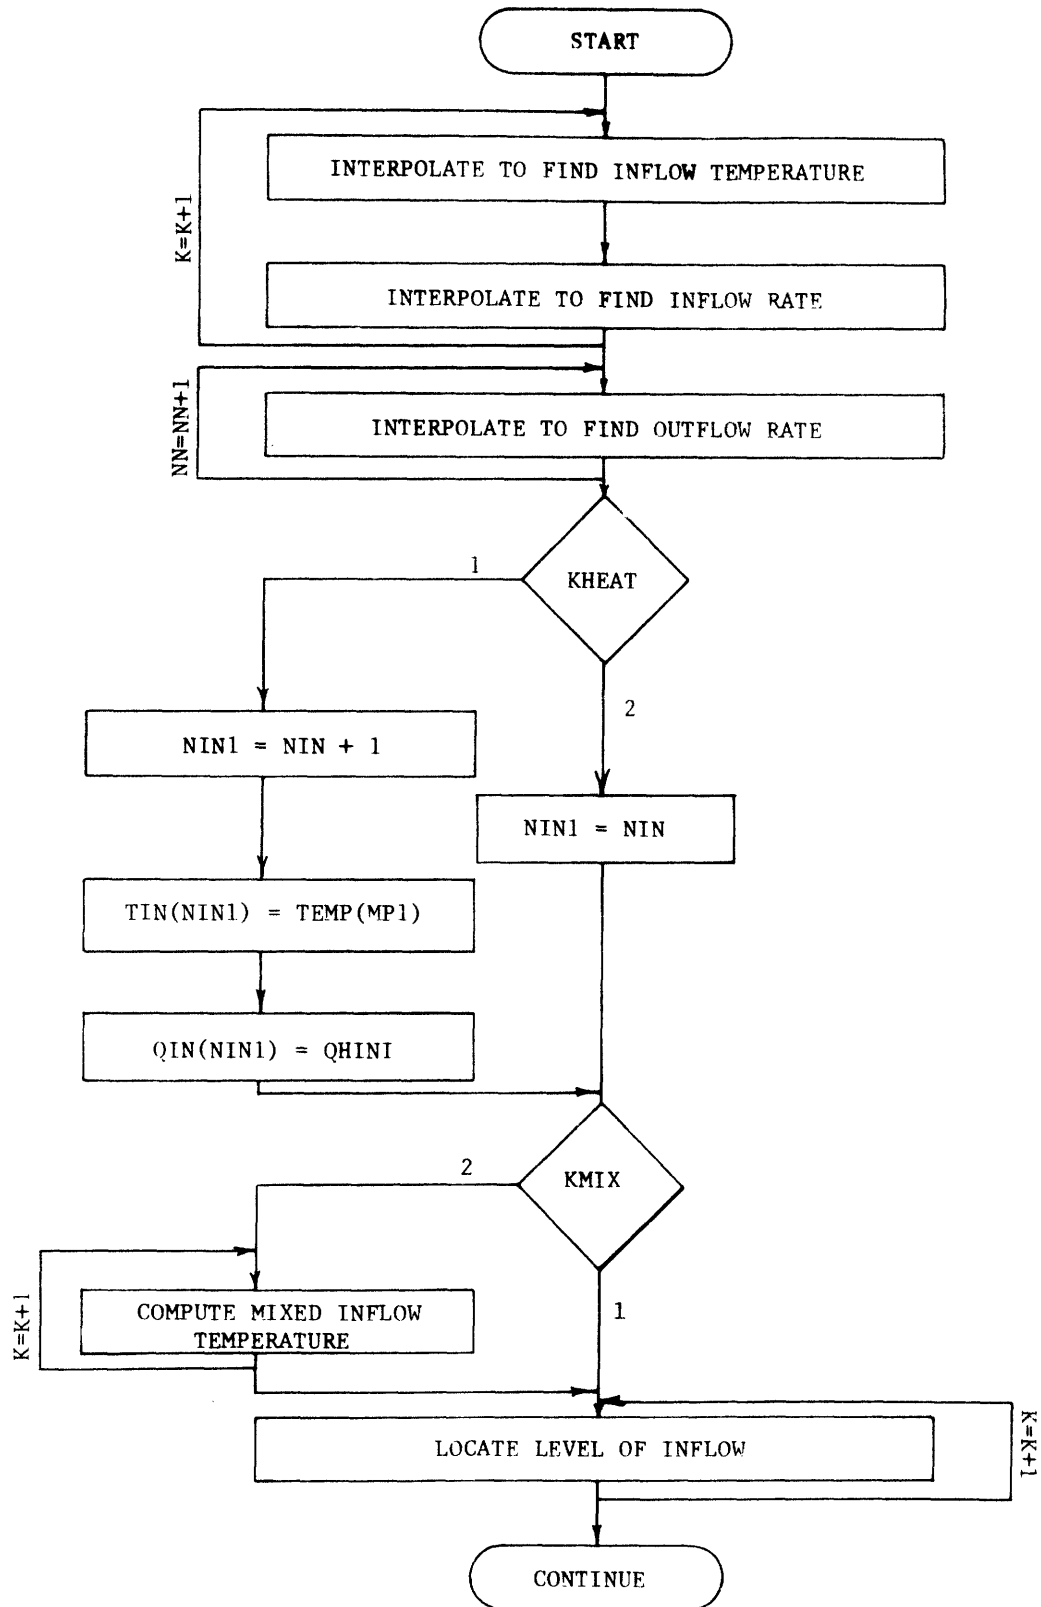 START
K=K+1
INTERPOLATE TO FIND INFLOW TEMPERATURE
INTERPOLATE TO FIND INFLOW RATE
NN=NN+1
INTERPOLATE TO FIND OUTFLOW RATE
1
KHEAT
2
NIN1 = NIN + 1
NIN1 = NIN
TIN(NIN1) = TEMP(MP1)
QIN(NIN1) = QHINI
2
KMIX
1
K=K+1
COMPUTE MIXED INFLOW
TEMPERATURE
K=K+1
LOCATE LEVEL OF INFLOW
CONTINUE